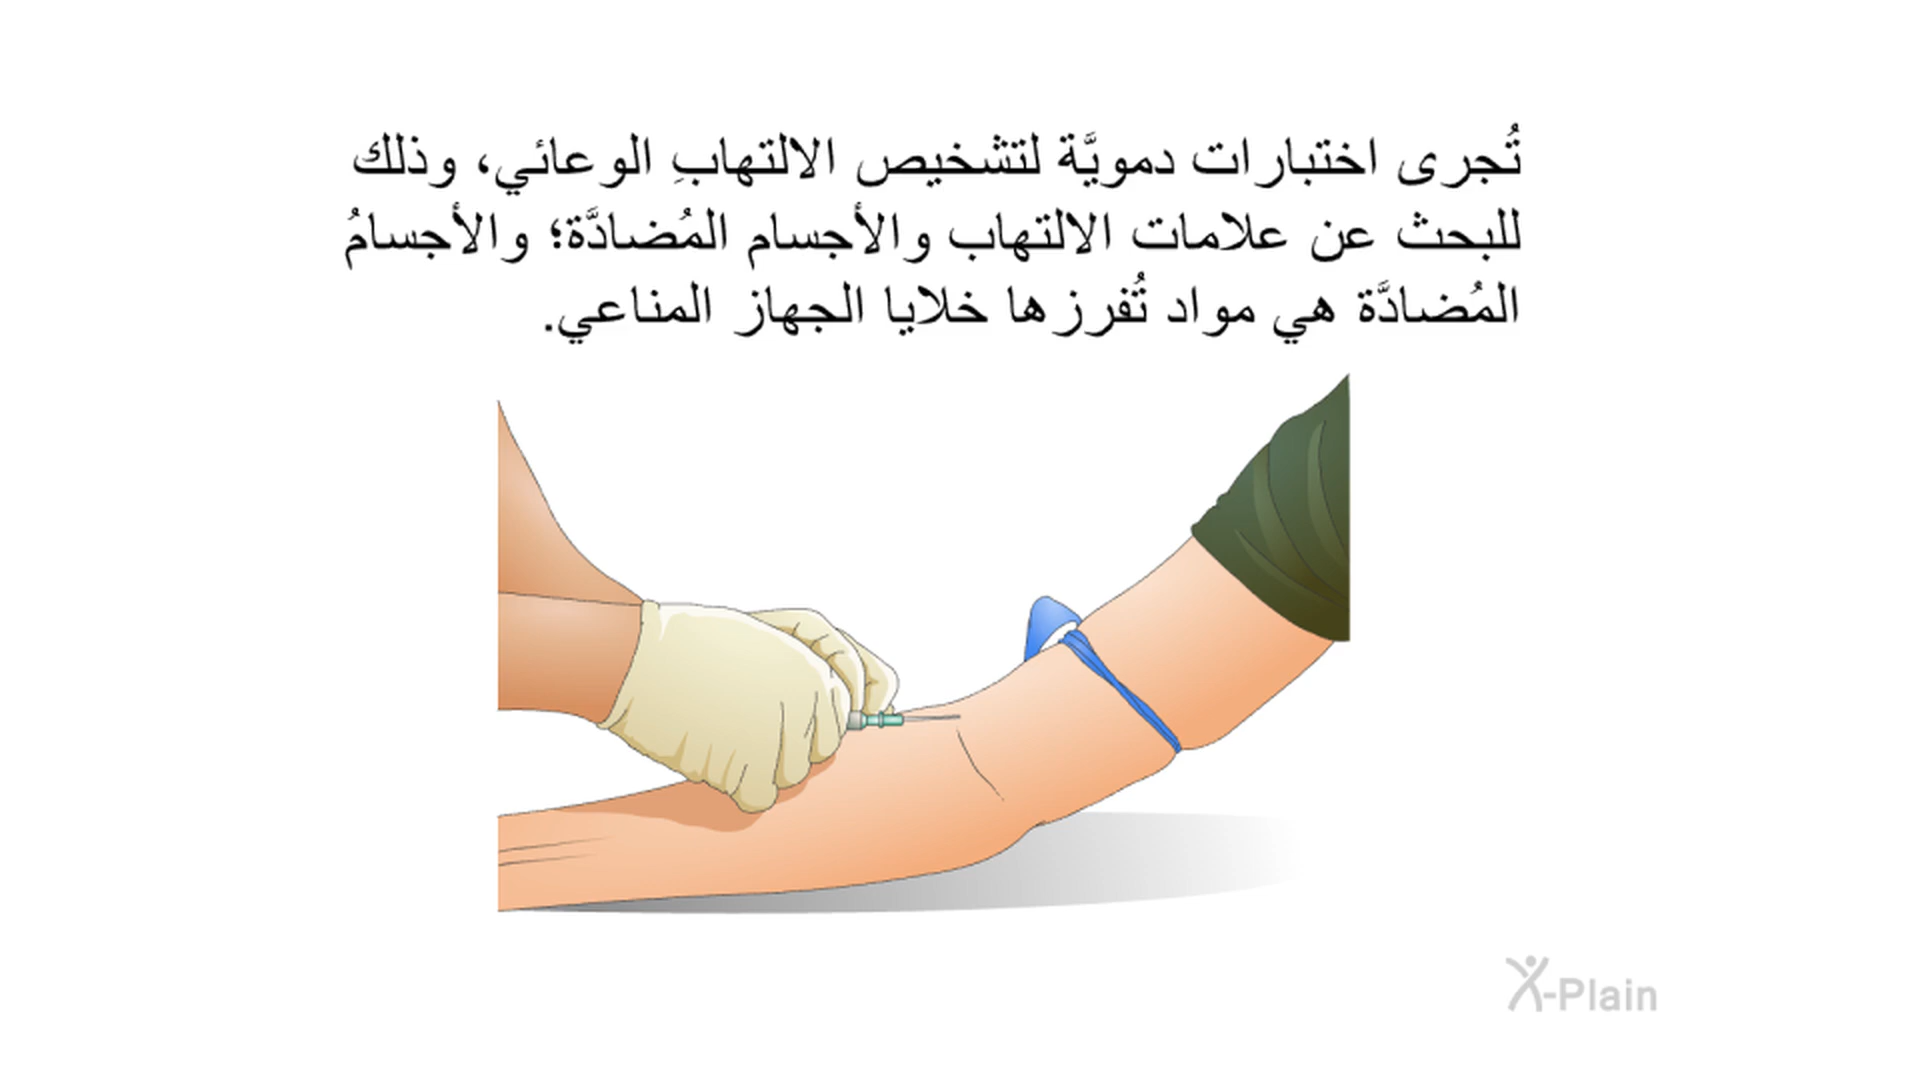 تُجرى اختبارات دمويَّة لتشخيص الالتهابِ الوعائي، وذلك
للبحث عن علامات الالتهاب والأجسام المُضادَّة؛ والأجسامُ
المُضادَّة هي مواد تُفرزها خلايا الجهاز المناعي.
X-Plain